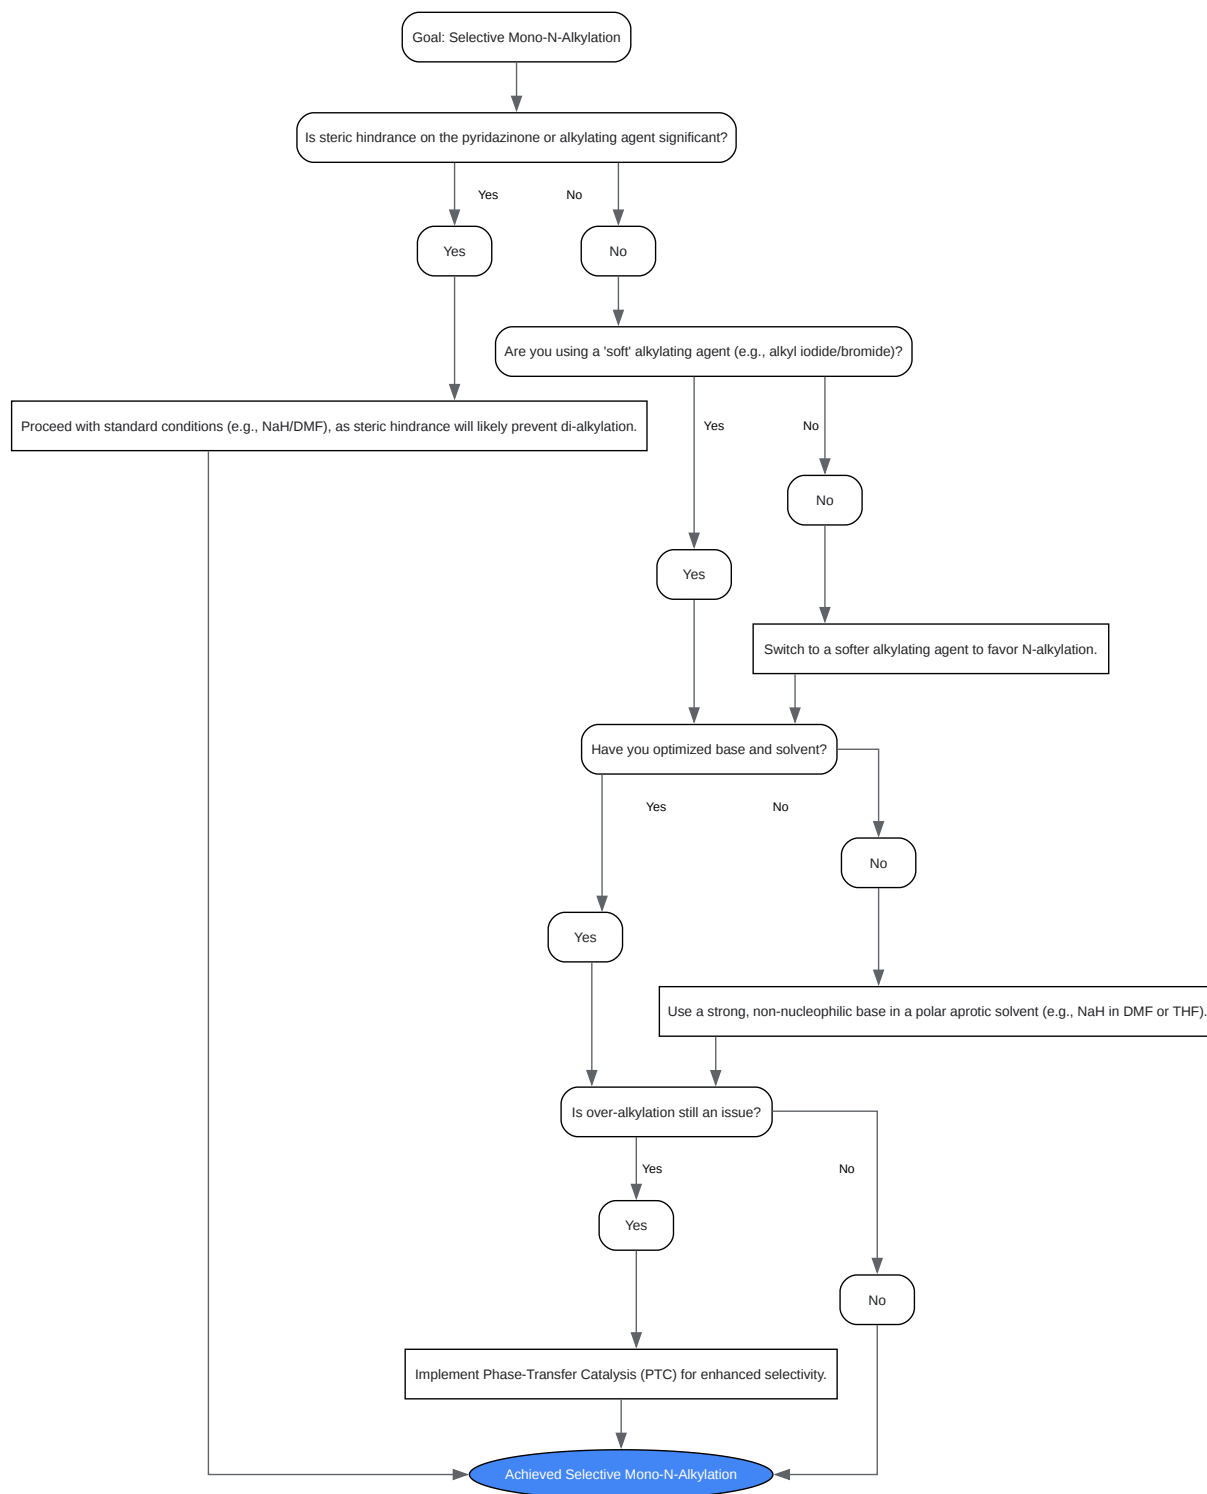 Goal: Selective Mono-N-Alkylation
Is steric hindrance on the pyridazinone or alkylating agent significant?
Yes
No
Yes
No
Are you using a 'soft' alkylating agent (e.g., alkyl iodide/bromide)?
Proceed with standard conditions (e.g., NaH/DMF), as steric hindrance will likely prevent di-alkylation.
Yes
No
No
Yes
Switch to a softer alkylating agent to favor N-alkylation.
Have you optimized base and solvent?
Yes
No
No
Yes
Use a strong, non-nucleophilic base in a polar aprotic solvent (e.g., NaH in DMF or THF).
Is over-alkylation still an issue?
Yes
No
Yes
No
Implement Phase-Transfer Catalysis (PTC) for enhanced selectivity.
Achieved Selective Mono-N-Alkylation